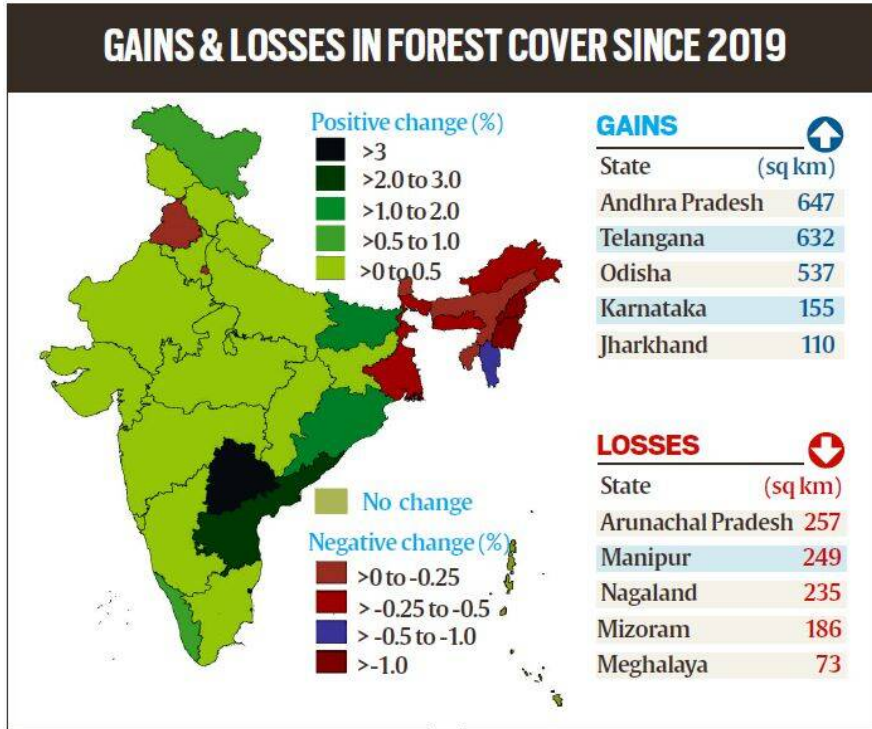 GAINS & LOSSES IN FOREST COVER SINCE 2019
Positive change (%)
>3
>2.0 to 3.0
>1.0 to 2.0
>0.5 to 1.0
>0 to 0.5
No change
Negative change (%)
>0 to -0.25
> -0.25 to -0.5
> -0.5 to -1.0
>-1.0
GAINS
State (sq km)
Andhra Pradesh 647
Telangana 632
Odisha 537
Karnataka 155
Jharkhand 110
LOSSES
State (sq km)
Arunachal Pradesh 257
Manipur 249
Nagaland 235
Mizoram 186
Meghalaya 73